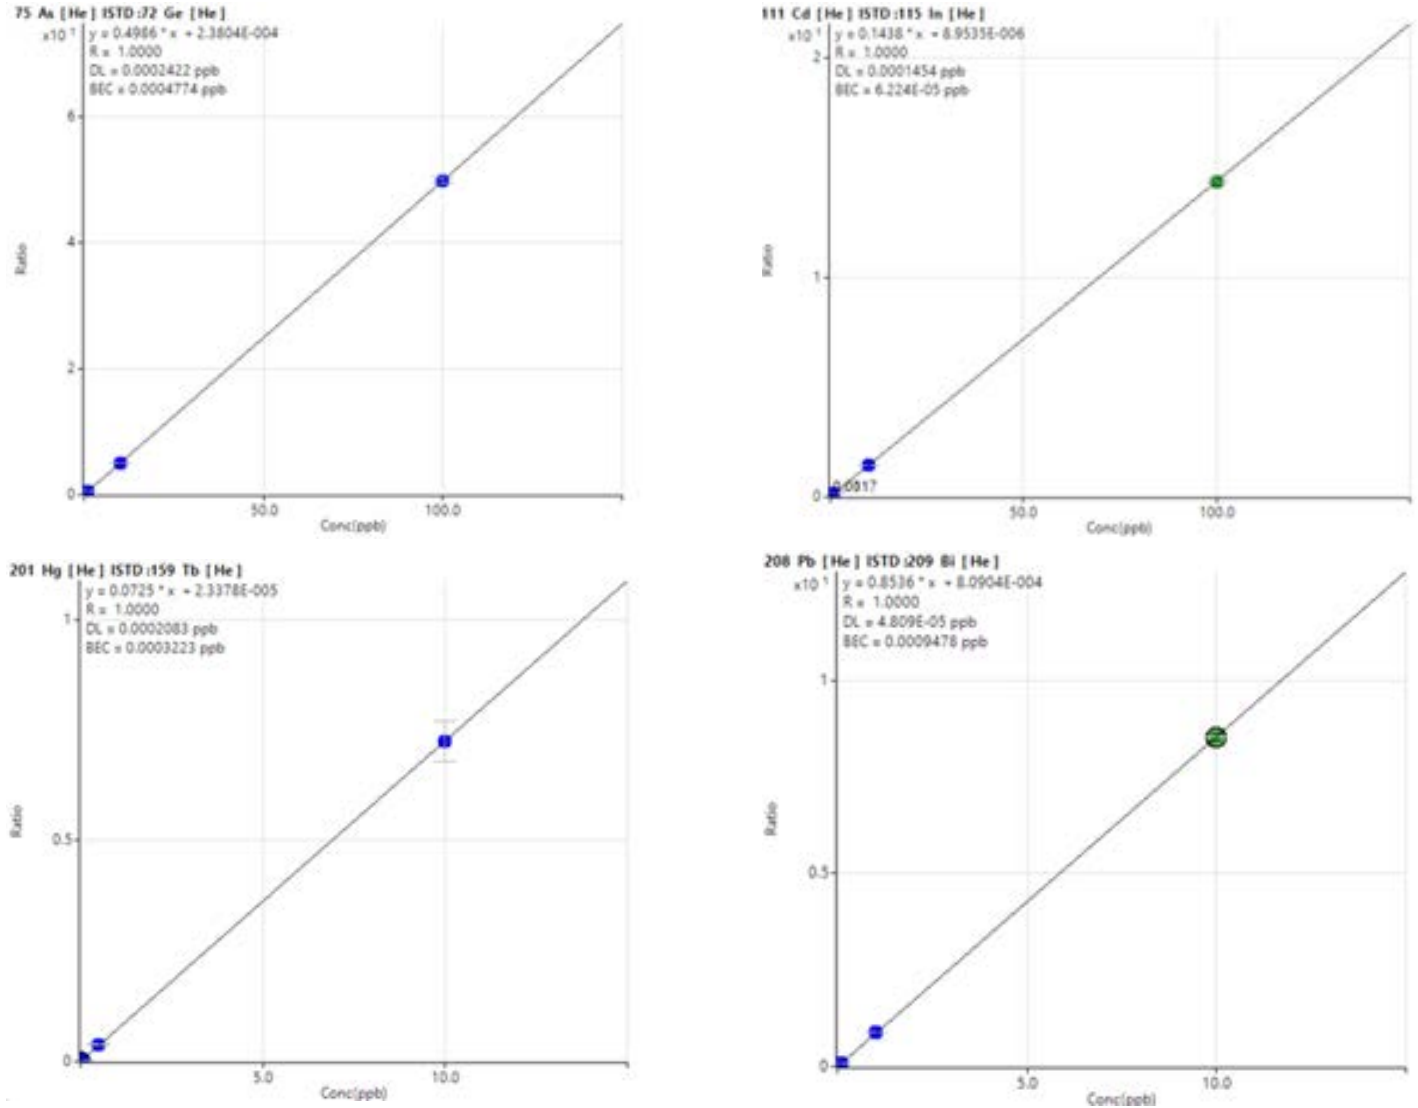 75 As [He] ISTD :72 Ge [He]
x10 1
y = 0.4986 * x + 2.3804E-004
R = 1.0000
DL = 0.0002422 ppb
BEC = 0.0004774 ppb
6
4
2
0
Ratio
50.0
100.0
Conc(ppb)
111 Cd [He] ISTD :115 In [He]
x10 1
y = 0.1438 * x + 8.9535E-006
R = 1.0000
DL = 0.0001454 ppb
BEC = 6.224E-05 ppb
2
1
0
0.0017
Ratio
50.0
100.0
Conc(ppb)
201 Hg [He] ISTD :159 Tb [He]
y = 0.0725 * x + 2.3378E-005
R = 1.0000
DL = 0.0002083 ppb
BEC = 0.0003223 ppb
1
0.5
0
Ratio
5.0
10.0
Conc(ppb)
208 Pb [He] ISTD :209 Bi [He]
x10 1
y = 0.8536 * x + 8.0904E-004
R = 1.0000
DL = 4.809E-05 ppb
BEC = 0.0009478 ppb
1
0.5
0
Ratio
5.0
10.0
Conc(ppb)